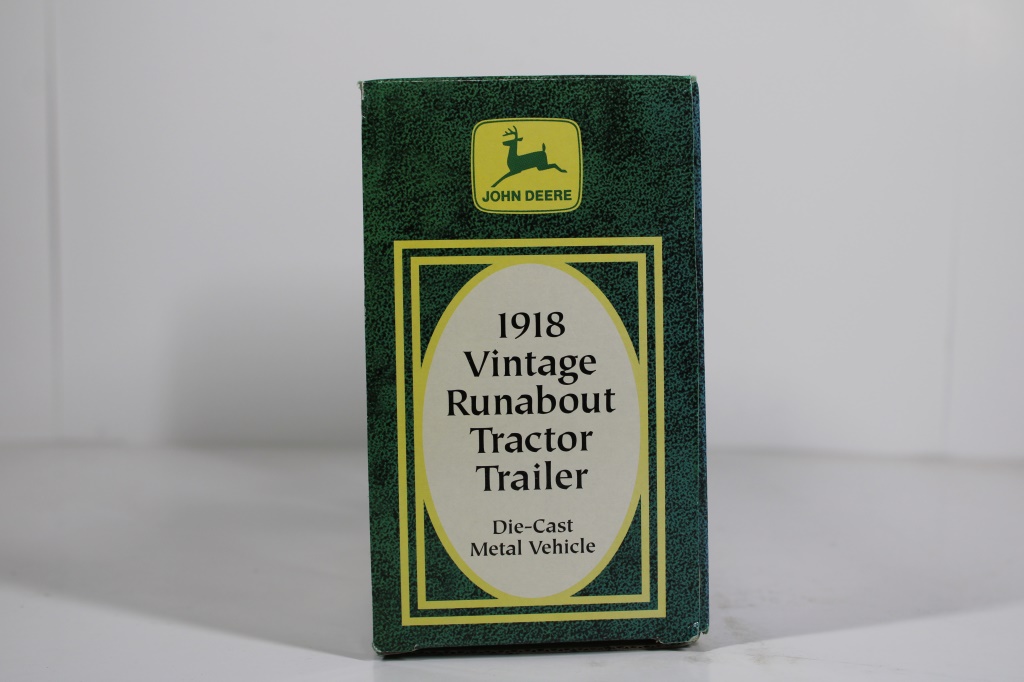 JOHN DEERE
1918
Vintage
Runabout
Tractor
Trailer
Die-Cast
Metal Vehicle